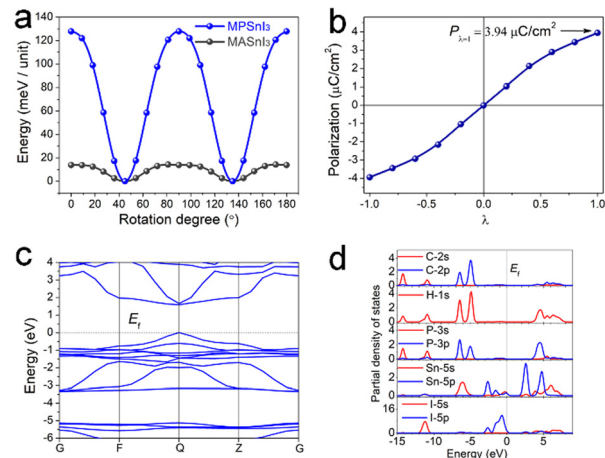 a
MPSnI₃
MASnI₃
Energy (meV / unit)
140
120
100
80
60
40
20
0
0 20 40 60 80 100 120 140 160 180
Rotation degree (°)
b
Pλ=1 = 3.94 μC/cm²
Polarization (μC/cm²)
4
3
2
1
0
-1
-2
-3
-4
-1.0 -0.5 0.0 0.5 1.0
λ
c
Ef
Energy (eV)
4
3
2
1
0
-1
-2
-3
-4
-5
-6
G F Q Z G
d
Partial density of states
C-2s
C-2p
Ef
4
2
0
H-1s
4
2
0
P-3s
P-3p
4
2
0
Sn-5s
Sn-5p
4
2
0
I-5s
I-5p
16
0
-15 -10 -5 0 5
Energy (eV)